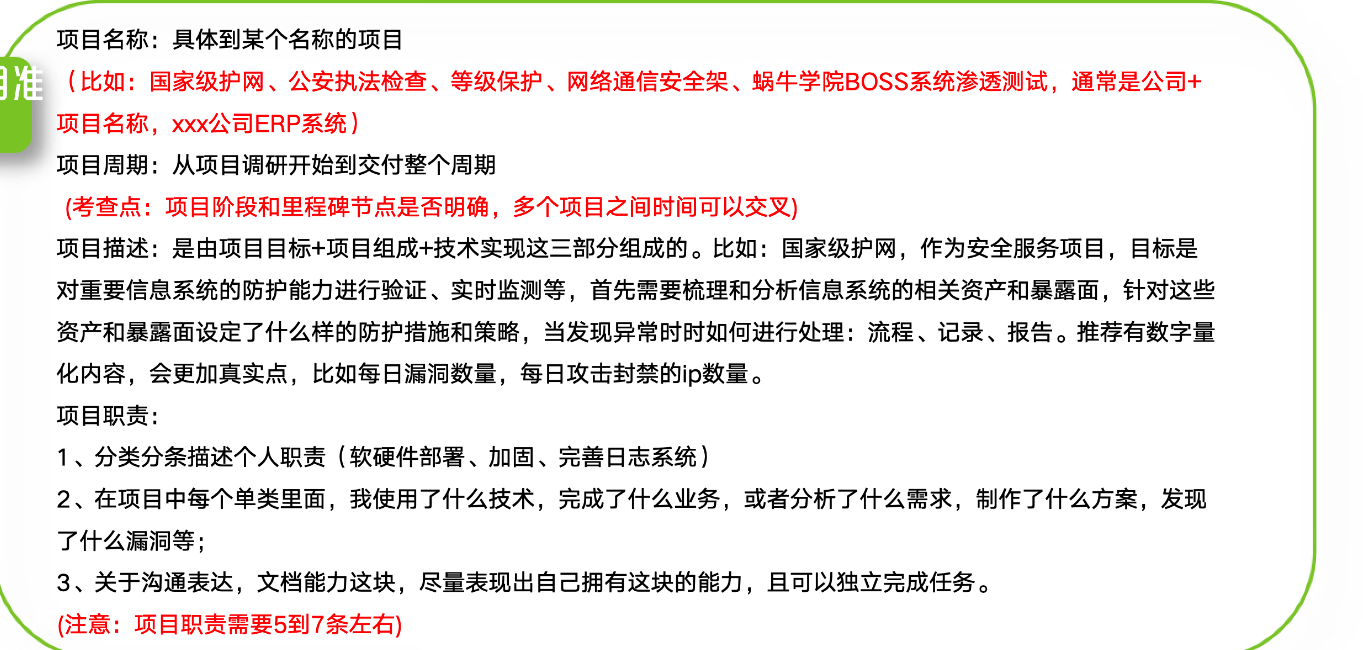 项目名称：具体到某个名称的项目
（比如：国家级护网、公安执法检查、等级保护、网络通信安全架、蜗牛学院BOSS系统渗透测试，通常是公司+
准
项目名称，xxx公司ERP系统）
项目周期：从项目调研开始到交付整个周期
(考查点：项目阶段和里程碑节点是否明确，多个项目之间时间可以交叉)
项目描述：是由项目目标+项目组成+技术实现这三部分组成的。比如：国家级护网，作为安全服务项目，目标是
对重要信息系统的防护能力进行验证、实时监测等，首先需要梳理和分析信息系统的相关资产和暴露面，针对这些
资产和暴露面设定了什么样的防护措施和策略，当发现异常时时如何进行处理：流程、记录、报告。推荐有数字量
化内容，会更加真实点，比如每日漏洞数量，每日攻击封禁的ip数量。
项目职责：
1、分类分条描述个人职责（软硬件部署、加固、完善日志系统）
2、在项目中每个单类里面，我使用了什么技术，完成了什么业务，或者分析了什么需求，制作了什么方案，发现
了什么漏洞等；
3、关于沟通表达，文档能力这块，尽量表现出自己拥有这块的能力，且可以独立完成任务。
(注意：项目职责需要5到7条左右)